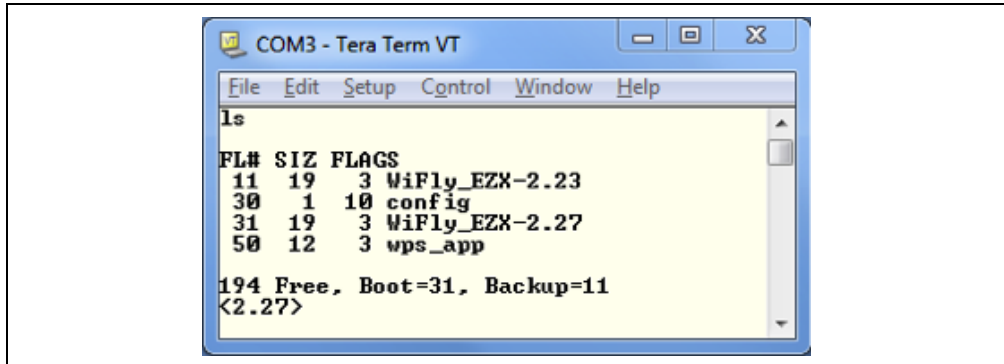 VT COM3 - Tera Term VT
File Edit Setup Control Window Help
ls
FL# SIZ FLAGS
11 19 3 WiFly_EZX-2.23
30 1 10 config
31 19 3 WiFly_EZX-2.27
50 12 3 wps_app
194 Free, Boot=31, Backup=11
<2.27>